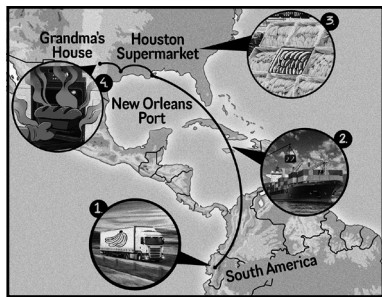 Grandma's
House
Houston
Supermarket
3.
4.
New Orleans
Port
2.
1.
South America